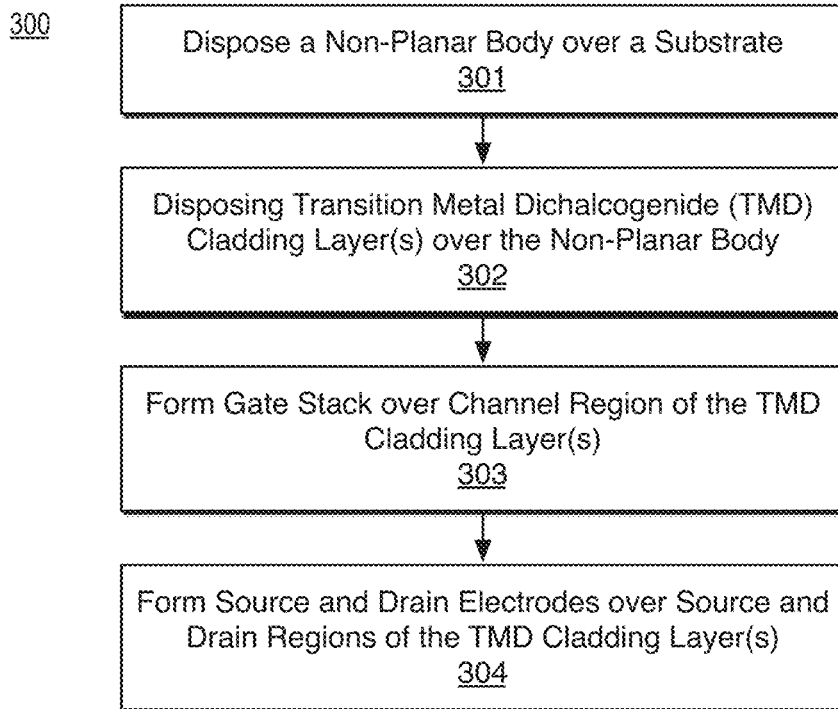 300
Dispose a Non-Planar Body over a Substrate
301
Disposing Transition Metal Dichalcogenide (TMD)
Cladding Layer(s) over the Non-Planar Body
302
Form Gate Stack over Channel Region of the TMD
Cladding Layer(s)
303
Form Source and Drain Electrodes over Source and
Drain Regions of the TMD Cladding Layer(s)
304